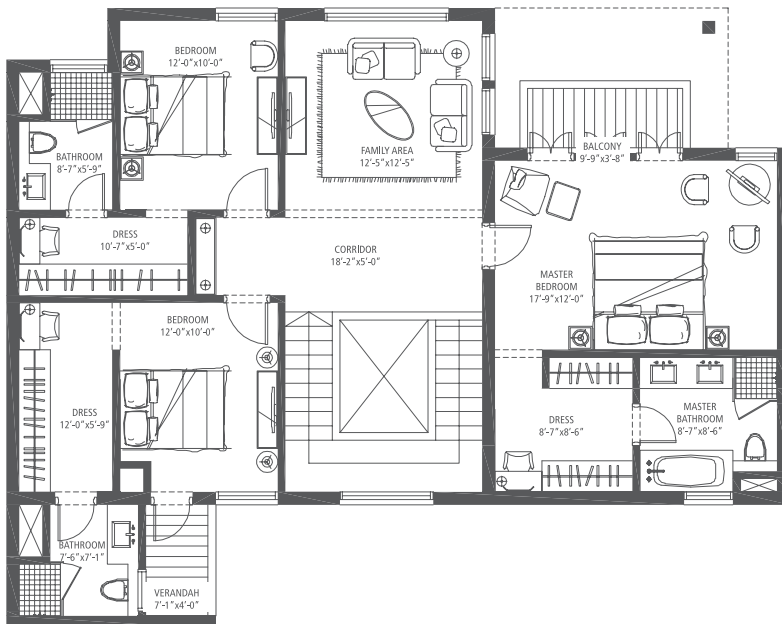 BEDROOM
12'-0"x10'-0"
FAMILY AREA
12'-5"x12'-5"
BALCONY
9'-9"x3'-8"
BATHROOM
8'-7"x5'-9"
DRESS
10'-7"x5'-0"
CORRIDOR
18'-2"x5'-0"
MASTER
BEDROOM
17'-9"x12'-0"
BEDROOM
12'-0"x10'-0"
DRESS
12'-0"x5'-9"
DRESS
8'-7"x8'-6"
MASTER
BATHROOM
8'-7"x8'-6"
BATHROOM
7'-6"x7'-1"
VERANDAH
7'-1"x4'-0"